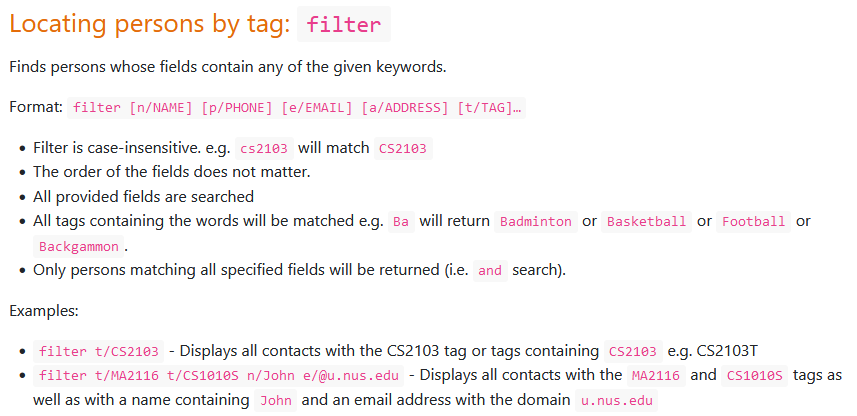 Locating persons by tag: filter
Finds persons whose fields contain any of the given keywords.
Format: filter [n/NAME] [p/PHONE] [e/EMAIL] [a/ADDRESS] [t/TAG]…
• Filter is case-insensitive. e.g. cs2103 will match CS2103
• The order of the fields does not matter.
• All provided fields are searched
• All tags containing the words will be matched e.g. Ba will return Badminton or Basketball or Football or
Backgammon .
• Only persons matching all specified fields will be returned (i.e. and search).
Examples:
• filter t/CS2103 - Displays all contacts with the CS2103 tag or tags containing CS2103 e.g. CS2103T
• filter t/MA2116 t/CS1010S n/John e/@u.nus.edu - Displays all contacts with the MA2116 and CS1010S tags as
well as with a name containing John and an email address with the domain u.nus.edu